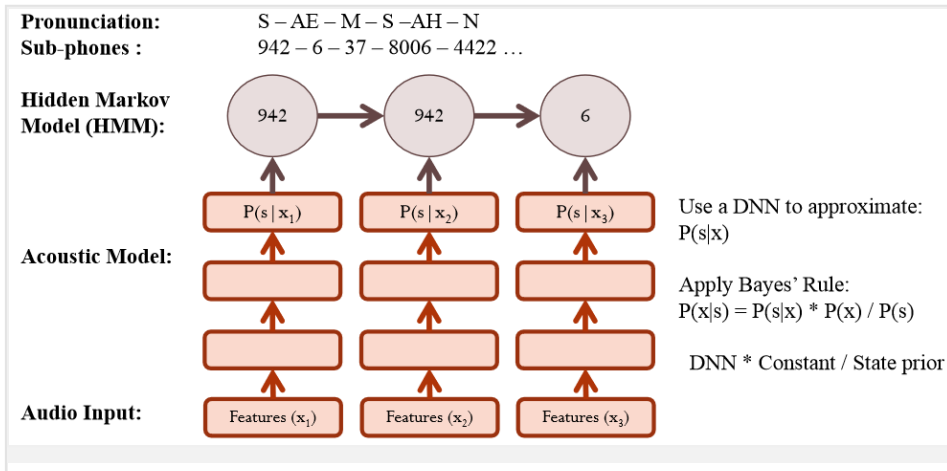 Pronunciation: S – AE – M – S –AH – N
Sub-phones : 942 – 6 – 37 – 8006 – 4422 …
Hidden Markov
Model (HMM):
942 942 6
P(s|x₁) P(s|x₂) P(s|x₃)
Use a DNN to approximate:
P(s|x)
Acoustic Model:
Apply Bayes’ Rule:
P(x|s) = P(s|x) * P(x) / P(s)
DNN * Constant / State prior
Audio Input: Features (x₁) Features (x₂) Features (x₃)